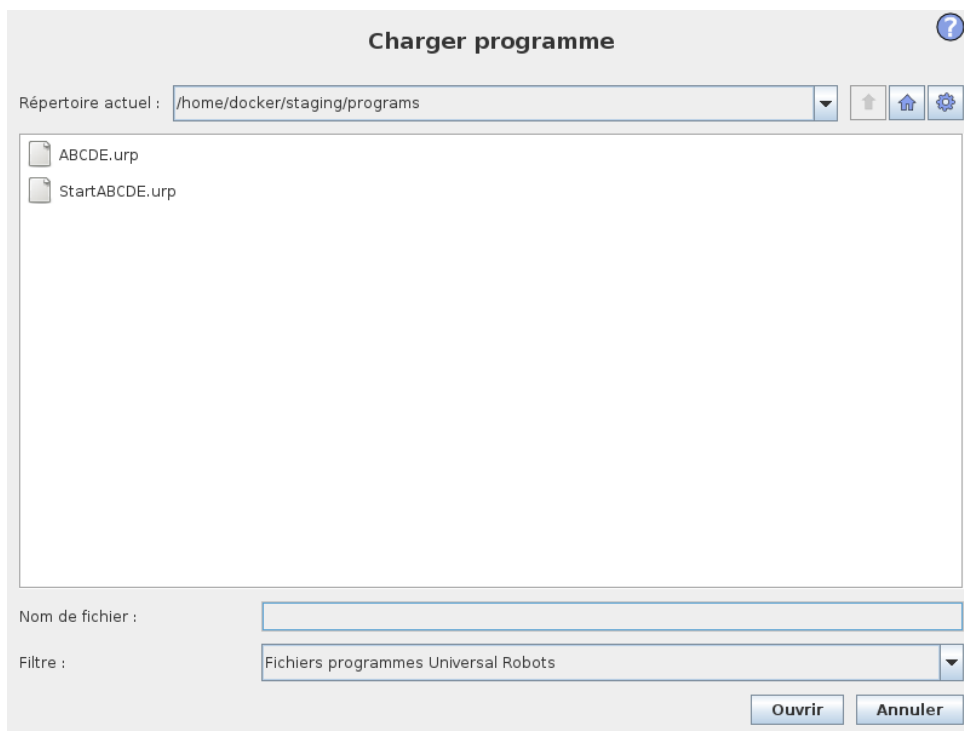 Charger programme
?
Répertoire actuel : /home/docker/staging/programs
ABCDE.urp
StartABCDE.urp
Nom de fichier :
Filtre : Fichiers programmes Universal Robots
Ouvrir Annuler